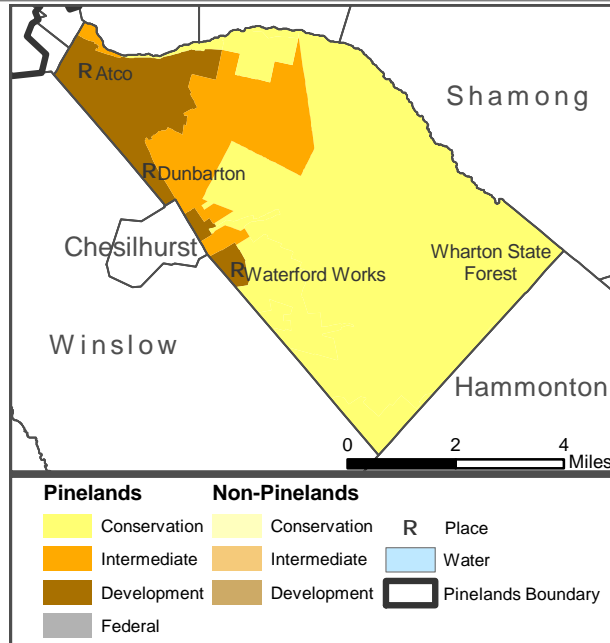 R Atco
Shamong
R Dunbarton
Chesilhurst
R Waterford Works
Wharton State
Forest
Winslow
Hammonton
0 2 4
Miles
Pinelands Non-Pinelands
Conservation Conservation R Place
Intermediate Intermediate Water
Development Development Pinelands Boundary
Federal